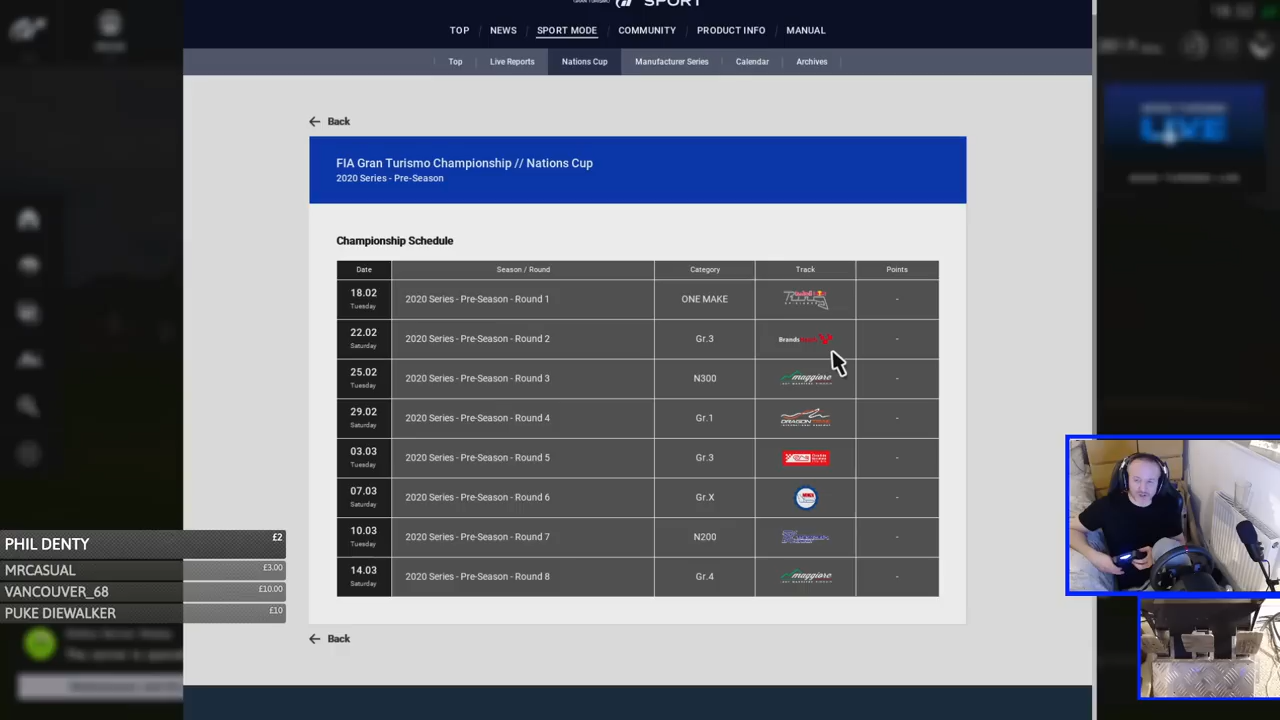 SPORT
TOP NEWS SPORT MODE COMMUNITY PRODUCT INFO MANUAL
Top Live Reports Nations Cup Manufacturer Series Calendar Archives
Back
FIA Gran Turismo Championship // Nations Cup
2020 Series - Pre-Season
Championship Schedule
Date Season / Round Category Track Points
18.02 Tuesday 2020 Series - Pre-Season - Round 1 ONE MAKE -
22.02 Saturday 2020 Series - Pre-Season - Round 2 Gr.3 Brands -
25.02 Tuesday 2020 Series - Pre-Season - Round 3 N300 maggiore -
29.02 Saturday 2020 Series - Pre-Season - Round 4 Gr.1 DRAGON -
03.03 Tuesday 2020 Series - Pre-Season - Round 5 Gr.3 -
07.03 Saturday 2020 Series - Pre-Season - Round 6 Gr.X -
10.03 Tuesday 2020 Series - Pre-Season - Round 7 N200 -
14.03 Saturday 2020 Series - Pre-Season - Round 8 Gr.4 maggiore -
Back
PHIL DENTY £2
MRCASUAL £3.00
VANCOUVER_68 £10.00
PUKE DIEWALKER £10
LIVE